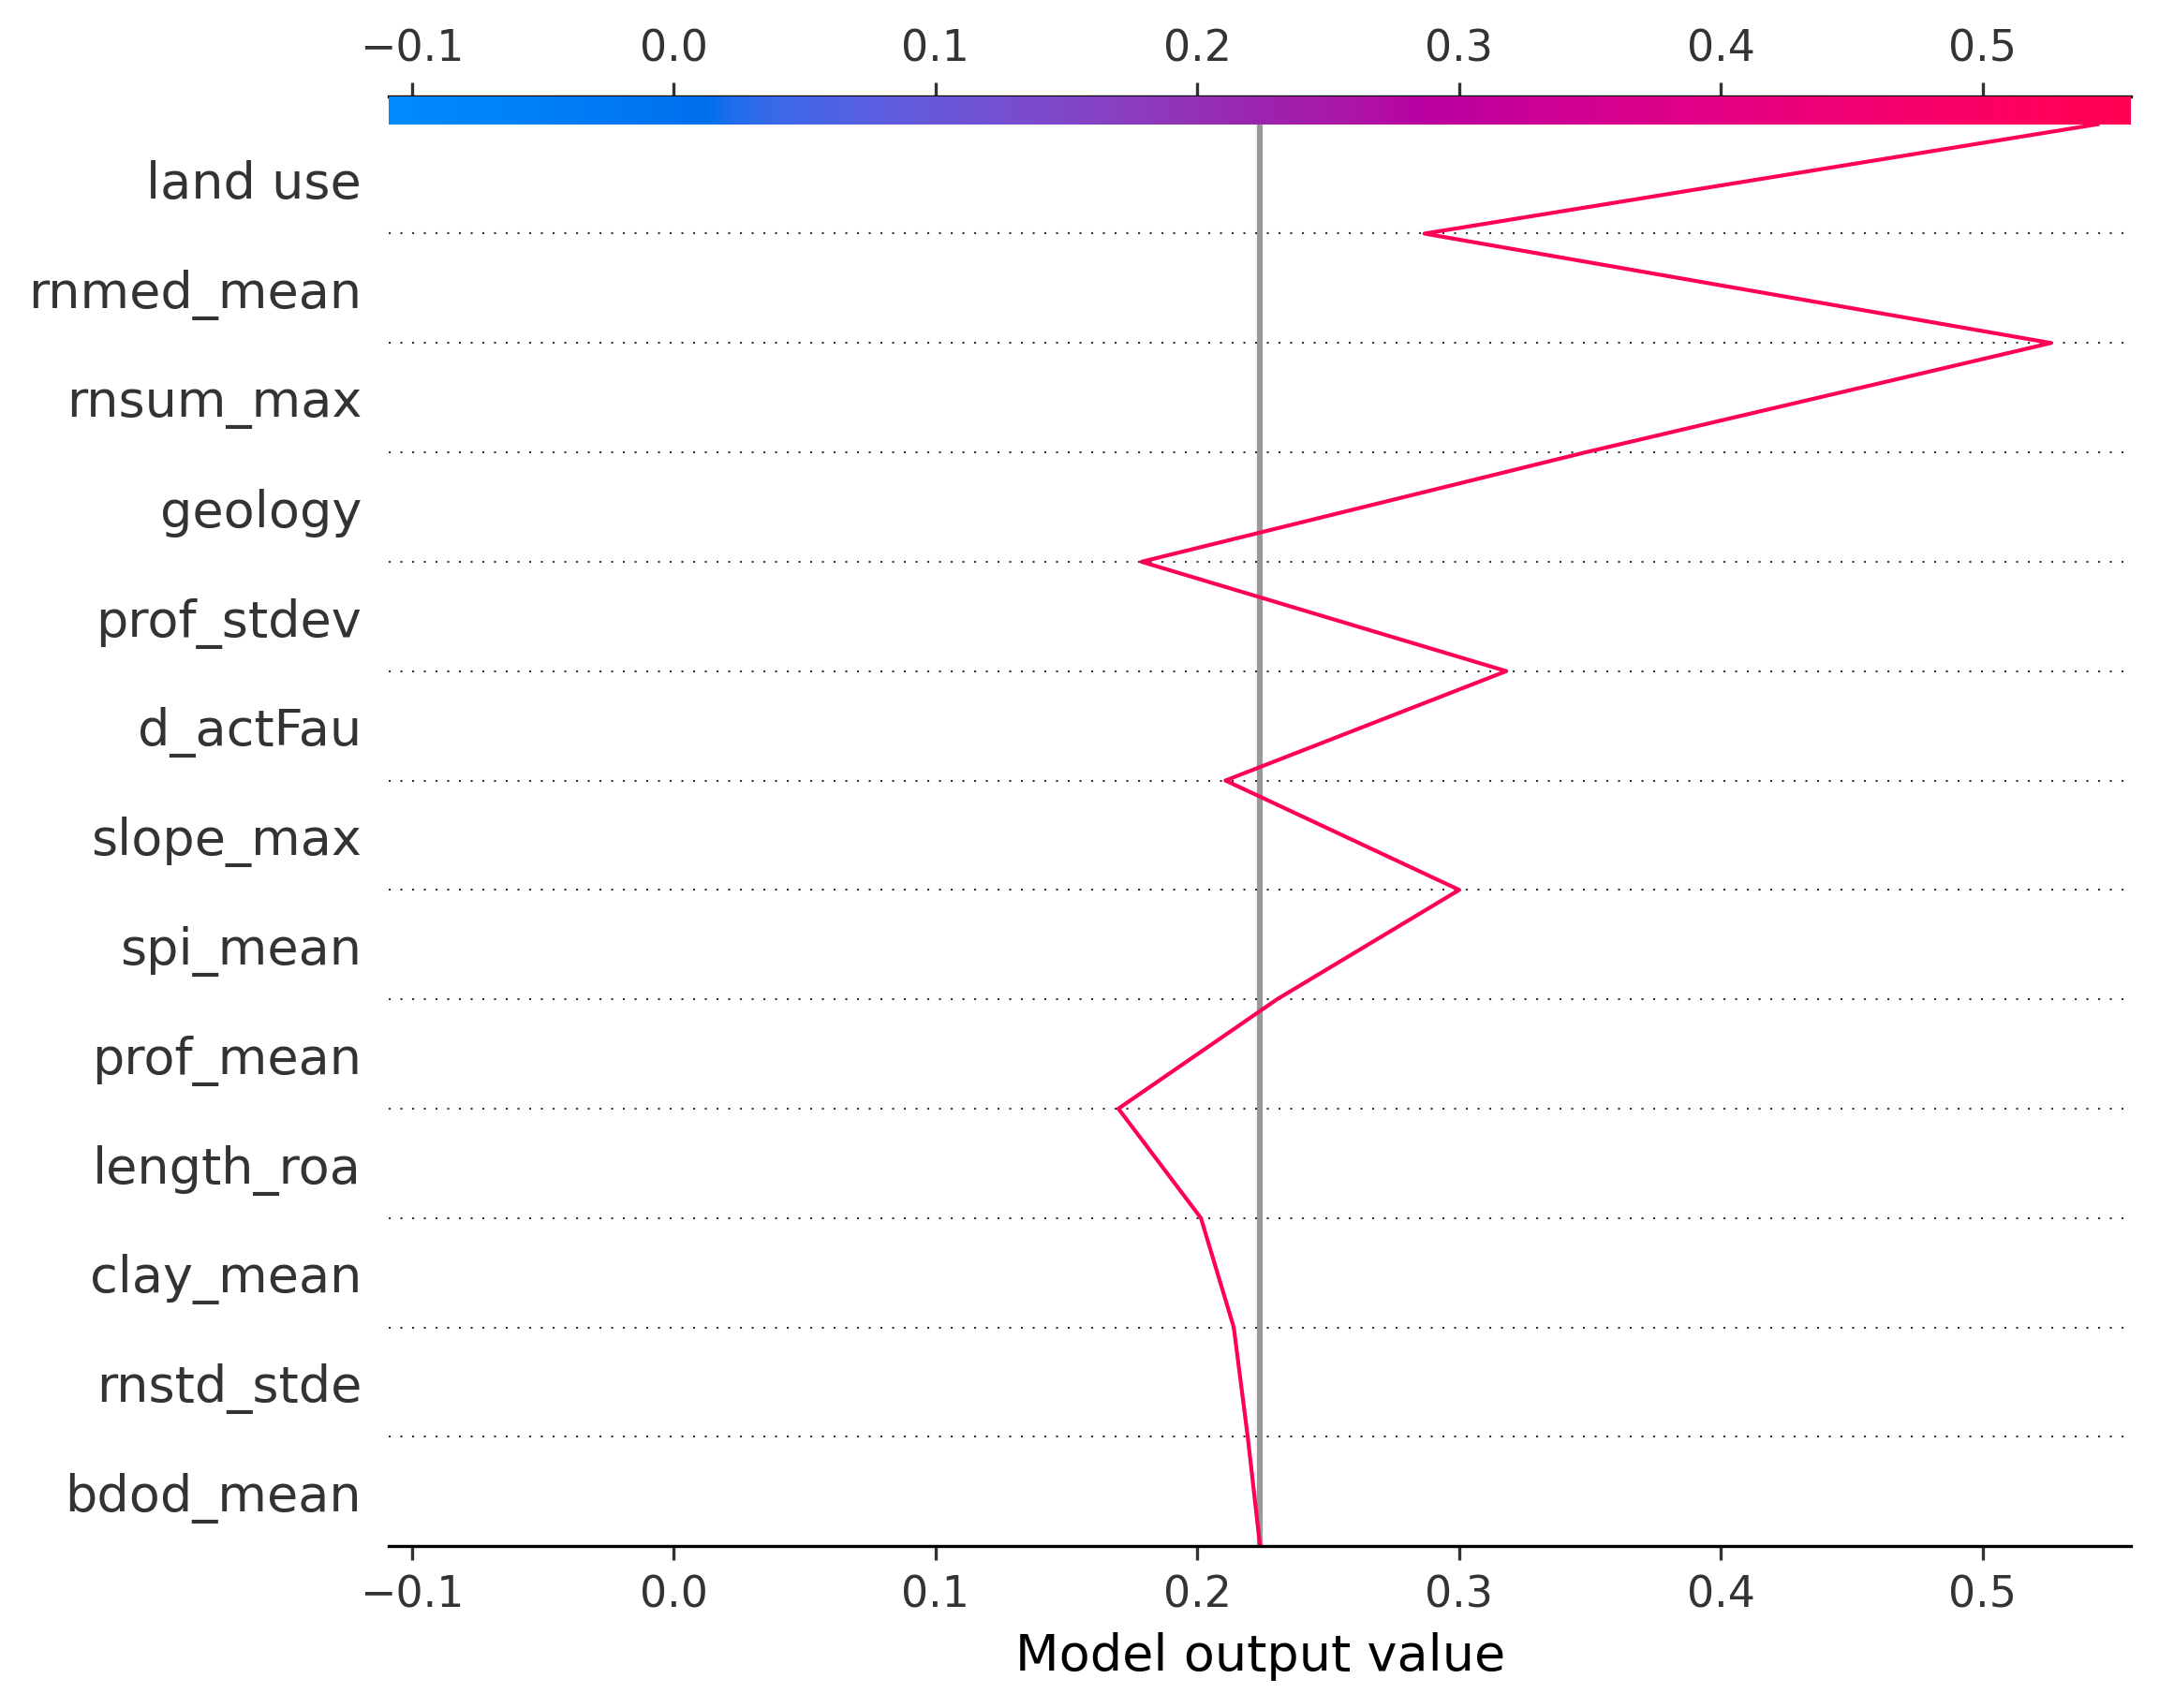 −0.1 0.0 0.1 0.2 0.3 0.4 0.5
land use
rnmed_mean
rnsum_max
geology
prof_stdev
d_actFau
slope_max
spi_mean
prof_mean
length_roa
clay_mean
rnstd_stde
bdod_mean
−0.1 0.0 0.1 0.2 0.3 0.4 0.5
Model output value